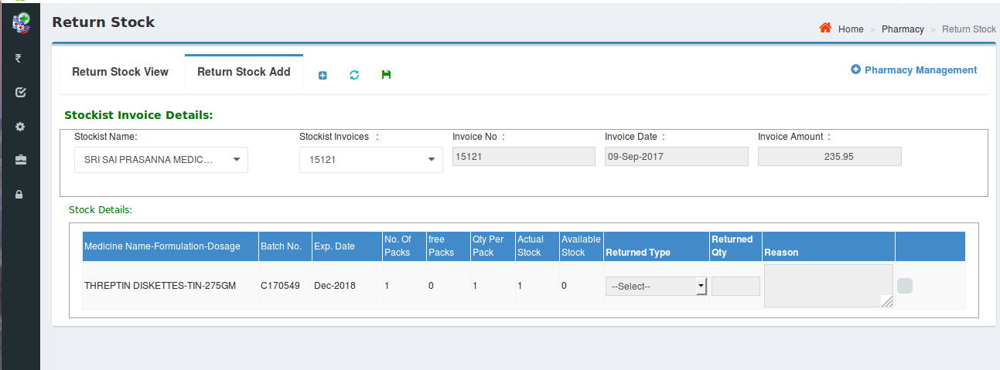 Return Stock
Home > Pharmacy > Return Stock
Return Stock View Return Stock Add
Pharmacy Management
Stockist Invoice Details:
Stockist Name: Stockist Invoices : Invoice No : Invoice Date : Invoice Amount :
SRI SAI PRASANNA MEDIC... 15121 15121 09-Sep-2017 235.95
Stock Details:
Medicine Name-Formulation-Dosage Batch No. Exp. Date No. Of Packs free Packs Qty Per Pack Actual Stock Available Stock Returned Type Returned Qty Reason
THREPTIN DISKETTES-TIN-275GM C170549 Dec-2018 1 0 1 1 0 --Select--